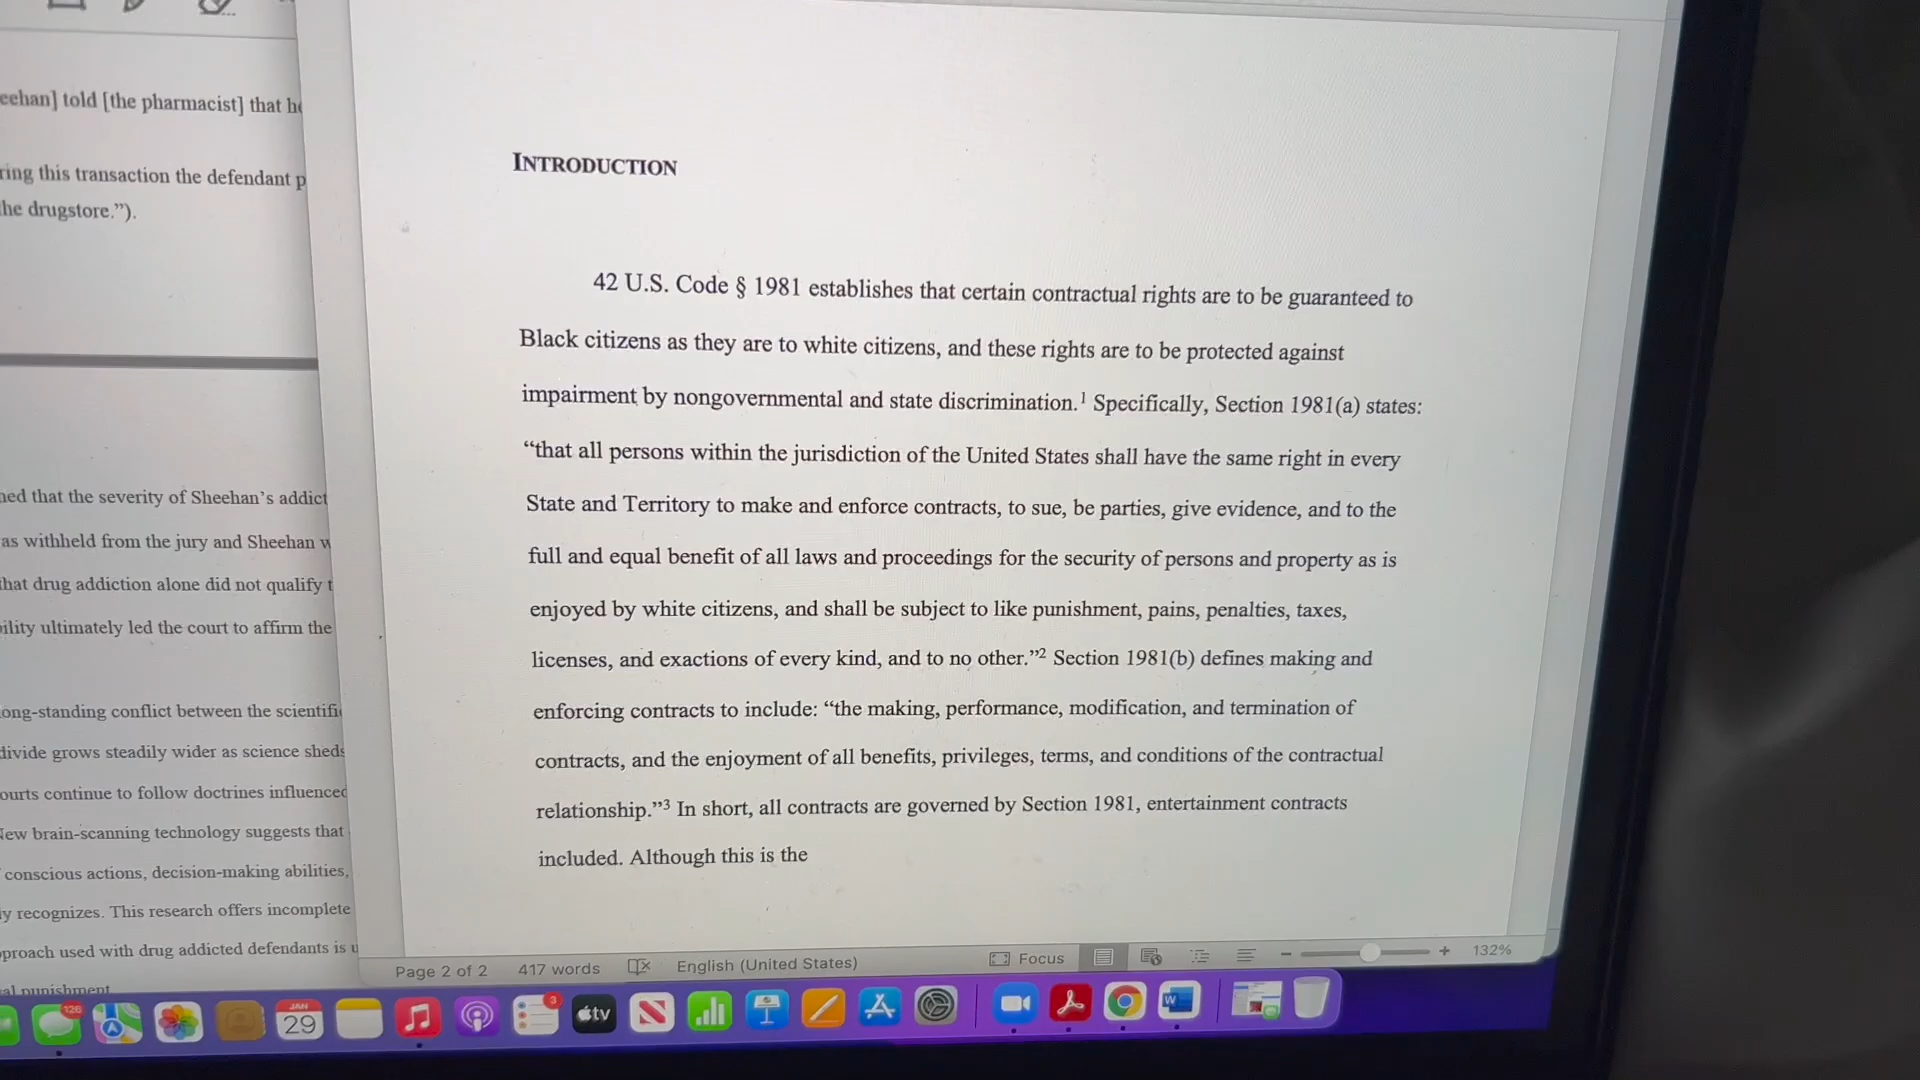 eehan] told [the pharmacist] that he
ring this transaction the defendant p
he drugstore.”).
ned that the severity of Sheehan’s addict
as withheld from the jury and Sheehan w
that drug addiction alone did not qualify t
ility ultimately led the court to affirm the
ong-standing conflict between the scientifi
divide grows steadily wider as science sheds
ourts continue to follow doctrines influenced
New brain-scanning technology suggests that
conscious actions, decision-making abilities,
ly recognizes. This research offers incomplete
pproach used with drug addicted defendants is u
al punishment
INTRODUCTION
42 U.S. Code § 1981 establishes that certain contractual rights are to be guaranteed to
Black citizens as they are to white citizens, and these rights are to be protected against
impairment by nongovernmental and state discrimination.1 Specifically, Section 1981(a) states:
“that all persons within the jurisdiction of the United States shall have the same right in every
State and Territory to make and enforce contracts, to sue, be parties, give evidence, and to the
full and equal benefit of all laws and proceedings for the security of persons and property as is
enjoyed by white citizens, and shall be subject to like punishment, pains, penalties, taxes,
licenses, and exactions of every kind, and to no other.”2 Section 1981(b) defines making and
enforcing contracts to include: “the making, performance, modification, and termination of
contracts, and the enjoyment of all benefits, privileges, terms, and conditions of the contractual
relationship.”3 In short, all contracts are governed by Section 1981, entertainment contracts
included. Although this is the
Page 2 of 2 417 words English (United States) Focus 132%
126 JAN 29 3 tv W